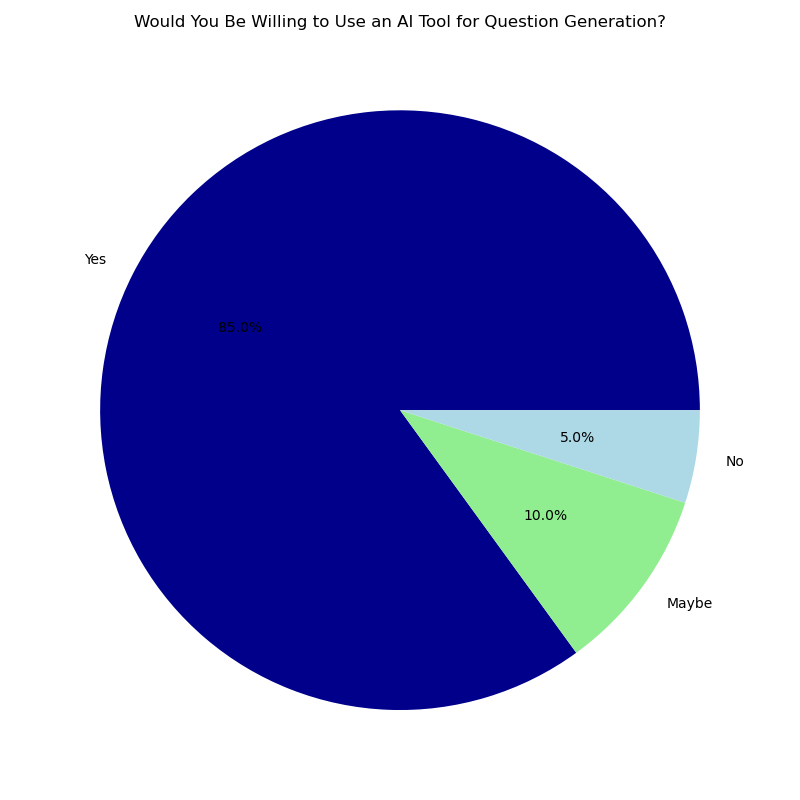 Would You Be Willing to Use an AI Tool for Question Generation?
Yes
85.0%
5.0%
No
10.0%
Maybe